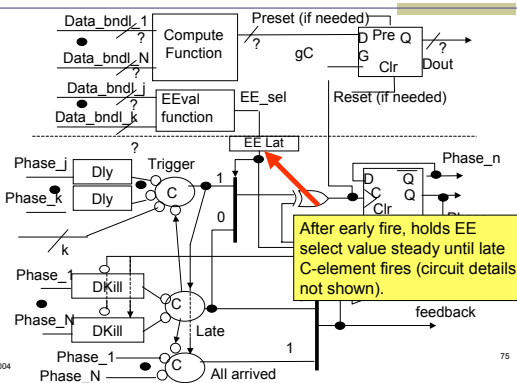 Data_bndl_1
?
Data_bndl_N
?
Compute
Function
Preset (if needed)
?
gC
D Pre Q
G
Clr
?
Dout
Data_bndl_j
?
Data_bndl_k
?
EEval
function
EE_sel
Reset (if needed)
EE Lat
Phase_j
Dly
Trigger
Phase_k
Dly
C
k
1
0
D Q
C Q
Clr
Phase_n
After early fire, holds EE
select value steady until late
C-element fires (circuit details
not shown).
Phase_1
DKill
Phase_N
DKill
C
Late
feedback
Phase_1
Phase_N
C
All arrived
1
004
75